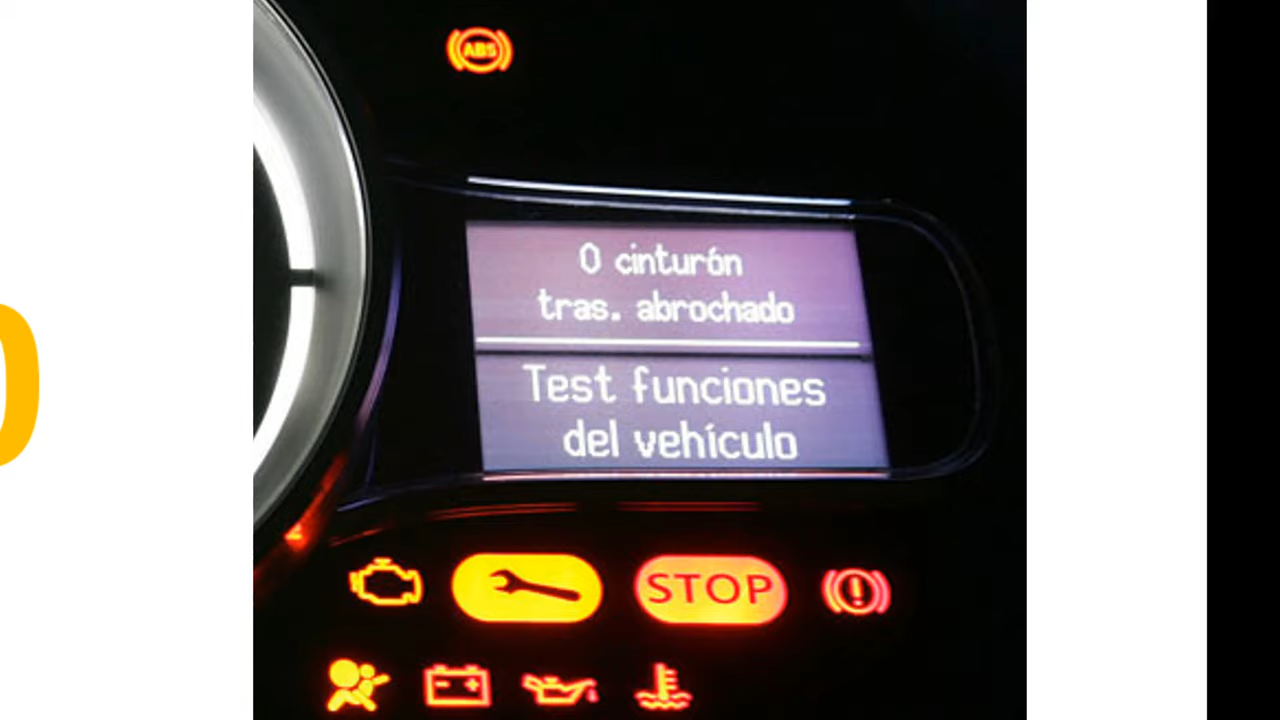 ABS
0 cinturón
tras. abrochado
Test funciones
del vehículo
STOP